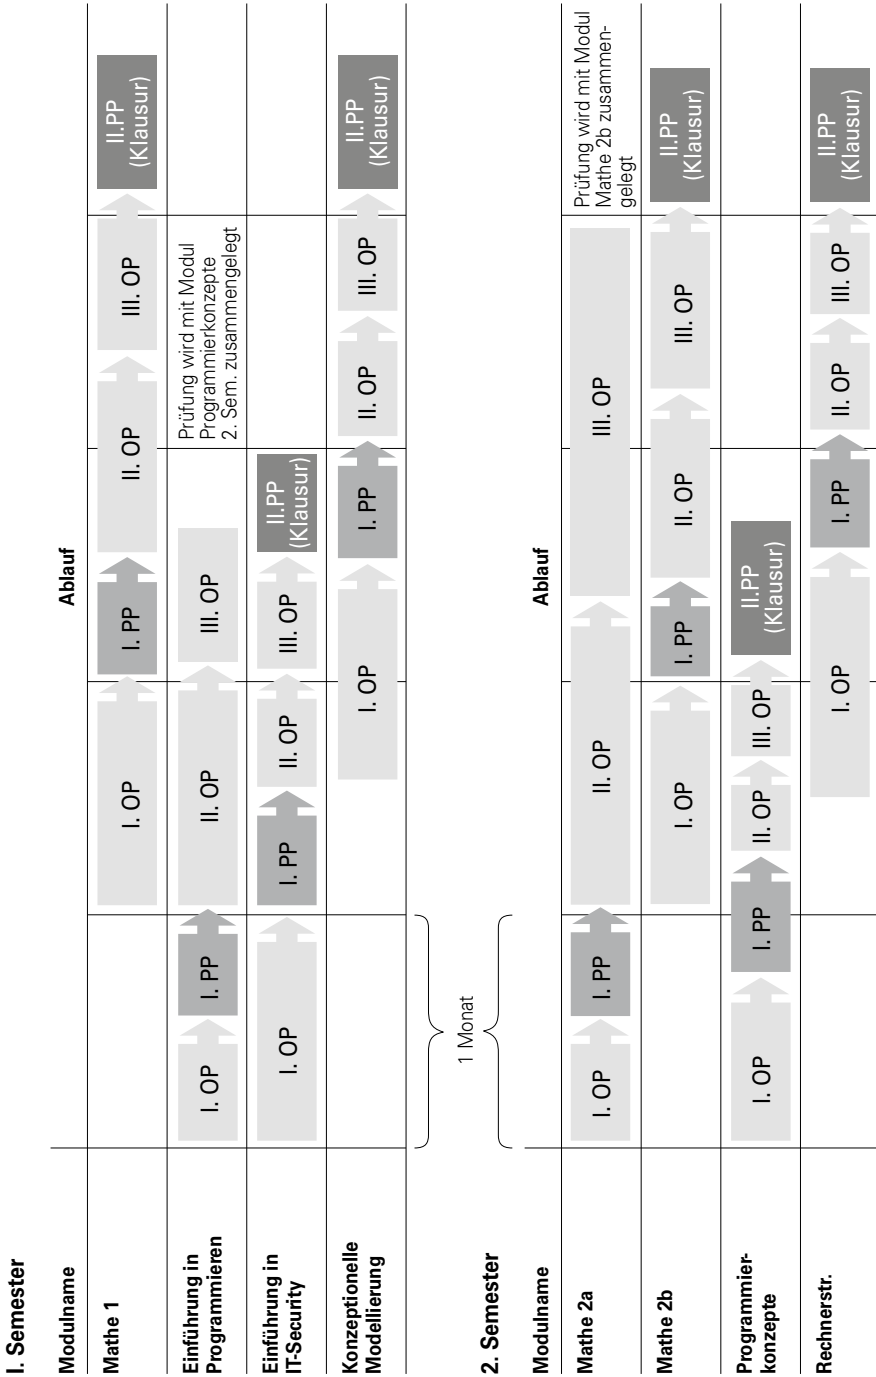 I. Semester
Modulname
Ablauf
Mathe 1
I. OP
I. PP
II. OP
III. OP
II.PP
(Klausur)
Einführung in
Programmieren
I. OP
I. PP
II. OP
III. OP
Prüfung wird mit Modul
Programmierkonzepte
2. Sem. zusammengelegt
Einführung in
IT-Security
I. OP
I. PP
II. OP
III. OP
II.PP
(Klausur)
Konzeptionelle
Modellierung
I. OP
I. PP
II. OP
III. OP
II.PP
(Klausur)
1 Monat
2. Semester
Modulname
Ablauf
Mathe 2a
I. OP
I. PP
II. OP
III. OP
Prüfung wird mit Modul
Mathe 2b zusammen-
gelegt
Mathe 2b
I. OP
I. PP
II. OP
III. OP
II.PP
(Klausur)
Programmier-
konzepte
I. OP
I. PP
II. OP
III. OP
II.PP
(Klausur)
Rechnerstr.
I. OP
I. PP
II. OP
III. OP
II.PP
(Klausur)